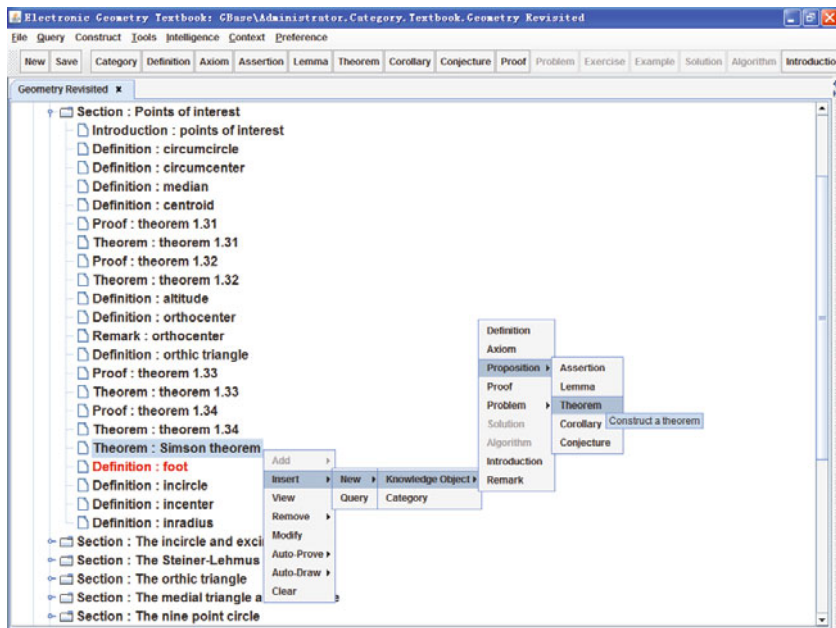 Electronic Geometry Textbook: GBase\Administrator.Category.Textbook.Geometry Revisited
File Query Construct Tools Intelligence Context Preference
New Save Category Definition Axiom Assertion Lemma Theorem Corollary Conjecture Proof Problem Exercise Example Solution Algorithm Introductio
Geometry Revisited x
Section : Points of interest
Introduction : points of interest
Definition : circumcircle
Definition : circumcenter
Definition : median
Definition : centroid
Proof : theorem 1.31
Theorem : theorem 1.31
Proof : theorem 1.32
Theorem : theorem 1.32
Definition : altitude
Definition : orthocenter
Remark : orthocenter
Definition : orthic triangle
Proof : theorem 1.33
Theorem : theorem 1.33
Proof : theorem 1.34
Theorem : theorem 1.34
Theorem : Simson theorem
Definition : foot
Definition : incircle
Definition : incenter
Definition : inradius
Section : The incircle and exci
Section : The Steiner-Lehmus
Section : The orthic triangle
Section : The medial triangle a e
Section : The nine point circle
Add
Insert
View
Remove
Modify
Auto-Prove
Auto-Draw
Clear
New
Query
Knowledge Object
Category
Definition
Axiom
Proposition
Proof
Problem
Solution
Algorithm
Introduction
Remark
Assertion
Lemma
Theorem
Corollary
Conjecture
Construct a theorem